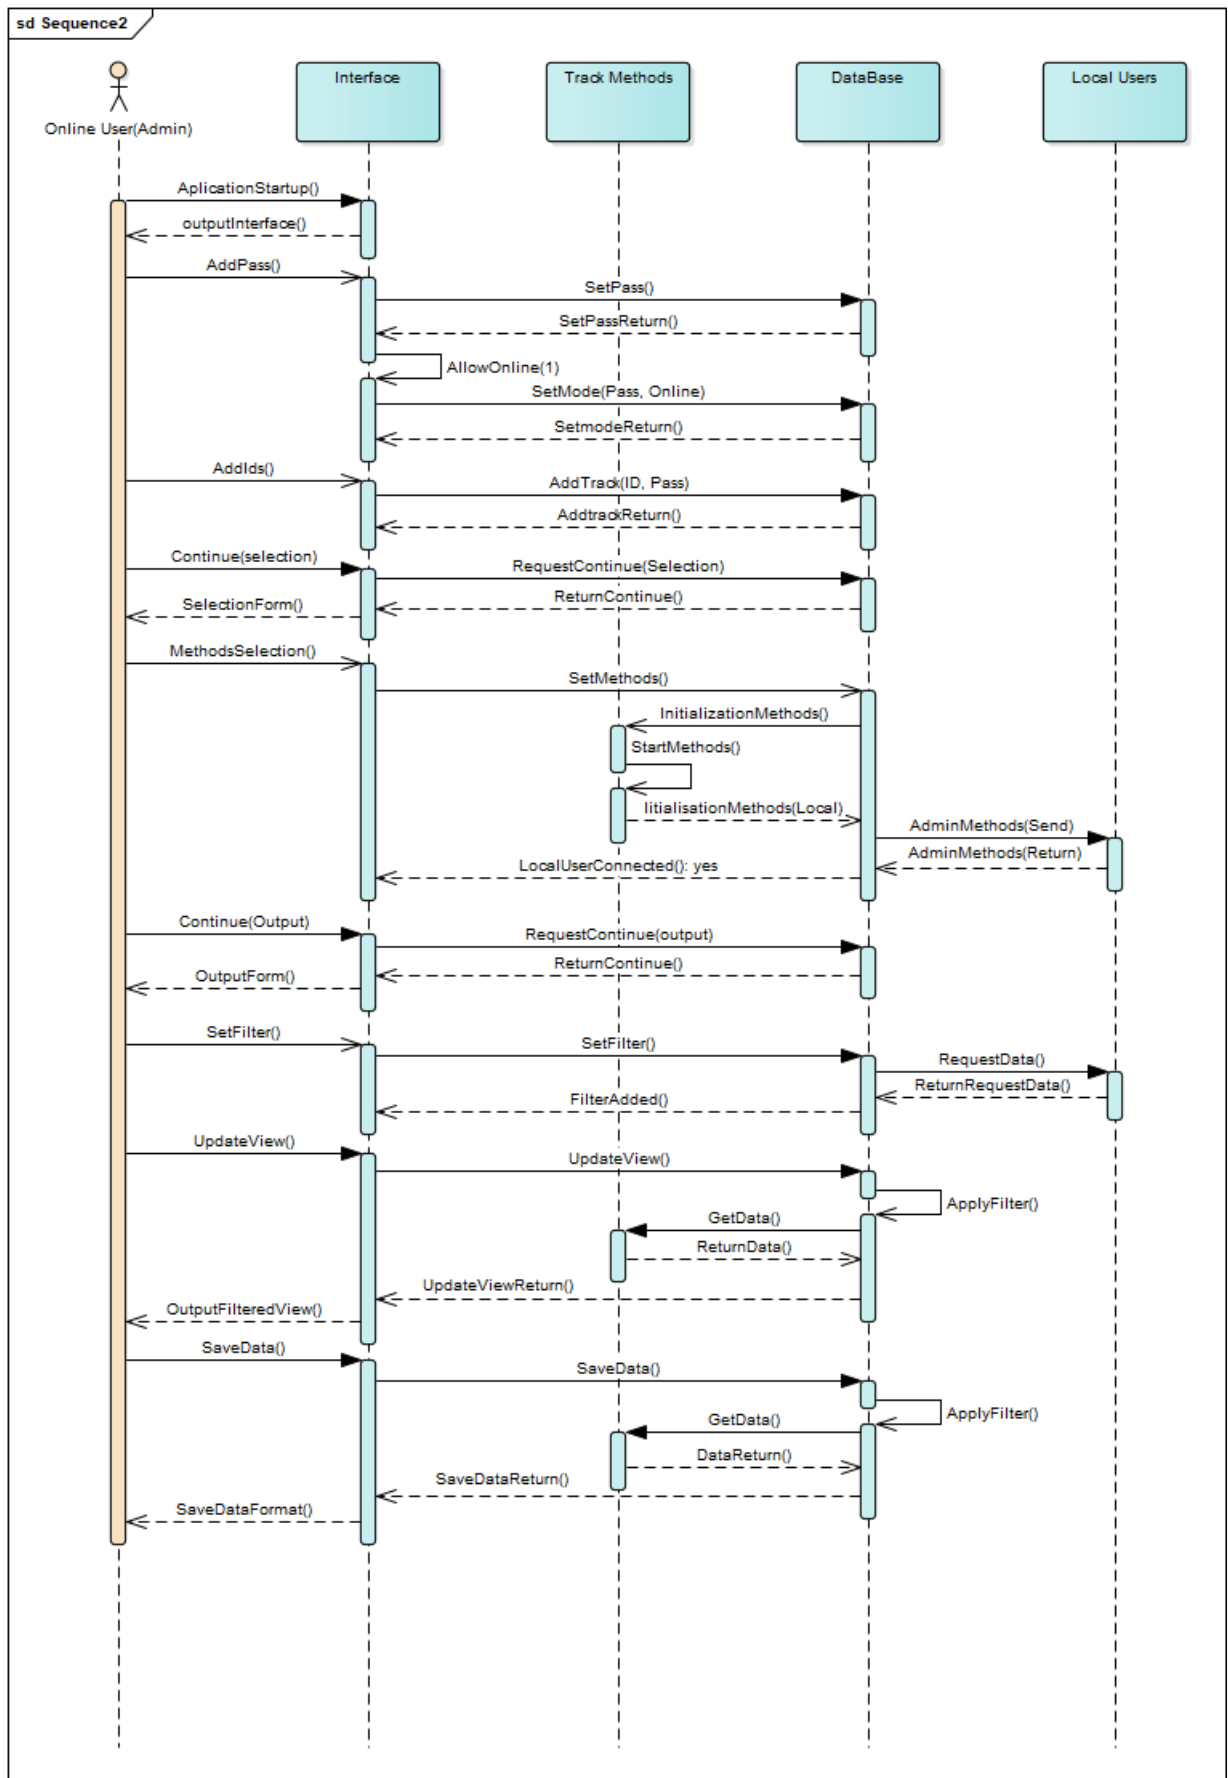 sd Sequence2
Interface
Track Methods
DataBase
Local Users
Online User(Admin)
AplicationStartup()
outputInterface()
AddPass()
SetPass()
SetPassReturn()
AllowOnline(1)
SetMode(Pass, Online)
SetmodeReturn()
AddIds()
AddTrack(ID, Pass)
AddtrackReturn()
Continue(selection)
RequestContinue(Selection)
ReturnContinue()
SelectionForm()
MethodsSelection()
SetMethods()
InitializationMethods()
StartMethods()
IitialisationMethods(Local)
AdminMethods(Send)
AdminMethods(Return)
LocalUserConnected(): yes
Continue(Output)
RequestContinue(output)
ReturnContinue()
OutputForm()
SetFilter()
SetFilter()
RequestData()
ReturnRequestData()
FilterAdded()
UpdateView()
UpdateView()
ApplyFilter()
GetData()
ReturnData()
UpdateViewReturn()
OutputFilteredView()
SaveData()
SaveData()
ApplyFilter()
GetData()
DataReturn()
SaveDataReturn()
SaveDataFormat()